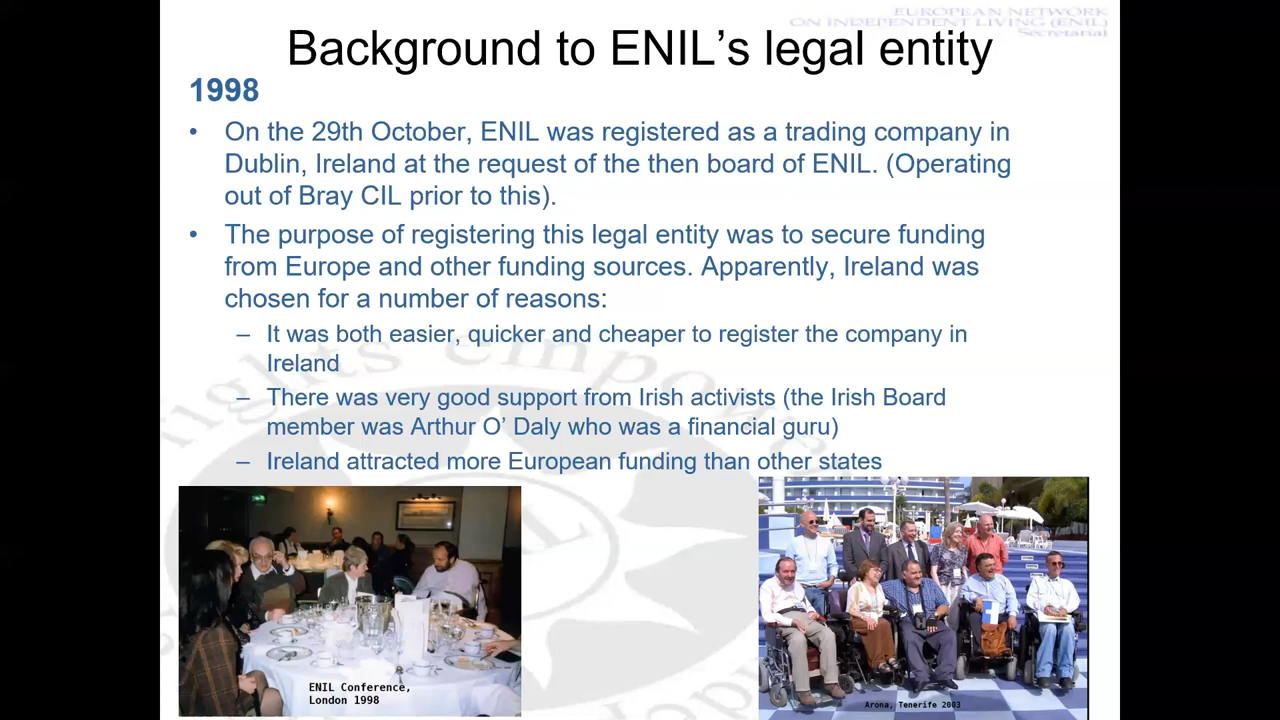 EUROPEAN NETWORK
ON INDEPENDENT LIVING (ENIL)
Secretariat
Background to ENIL’s legal entity
1998
• On the 29th October, ENIL was registered as a trading company in
Dublin, Ireland at the request of the then board of ENIL. (Operating
out of Bray CIL prior to this).
• The purpose of registering this legal entity was to secure funding
from Europe and other funding sources. Apparently, Ireland was
chosen for a number of reasons:
– It was both easier, quicker and cheaper to register the company in
Ireland
– There was very good support from Irish activists (the Irish Board
member was Arthur O’ Daly who was a financial guru)
– Ireland attracted more European funding than other states
ENIL Conference,
London 1998
Arona, Tenerife 2003